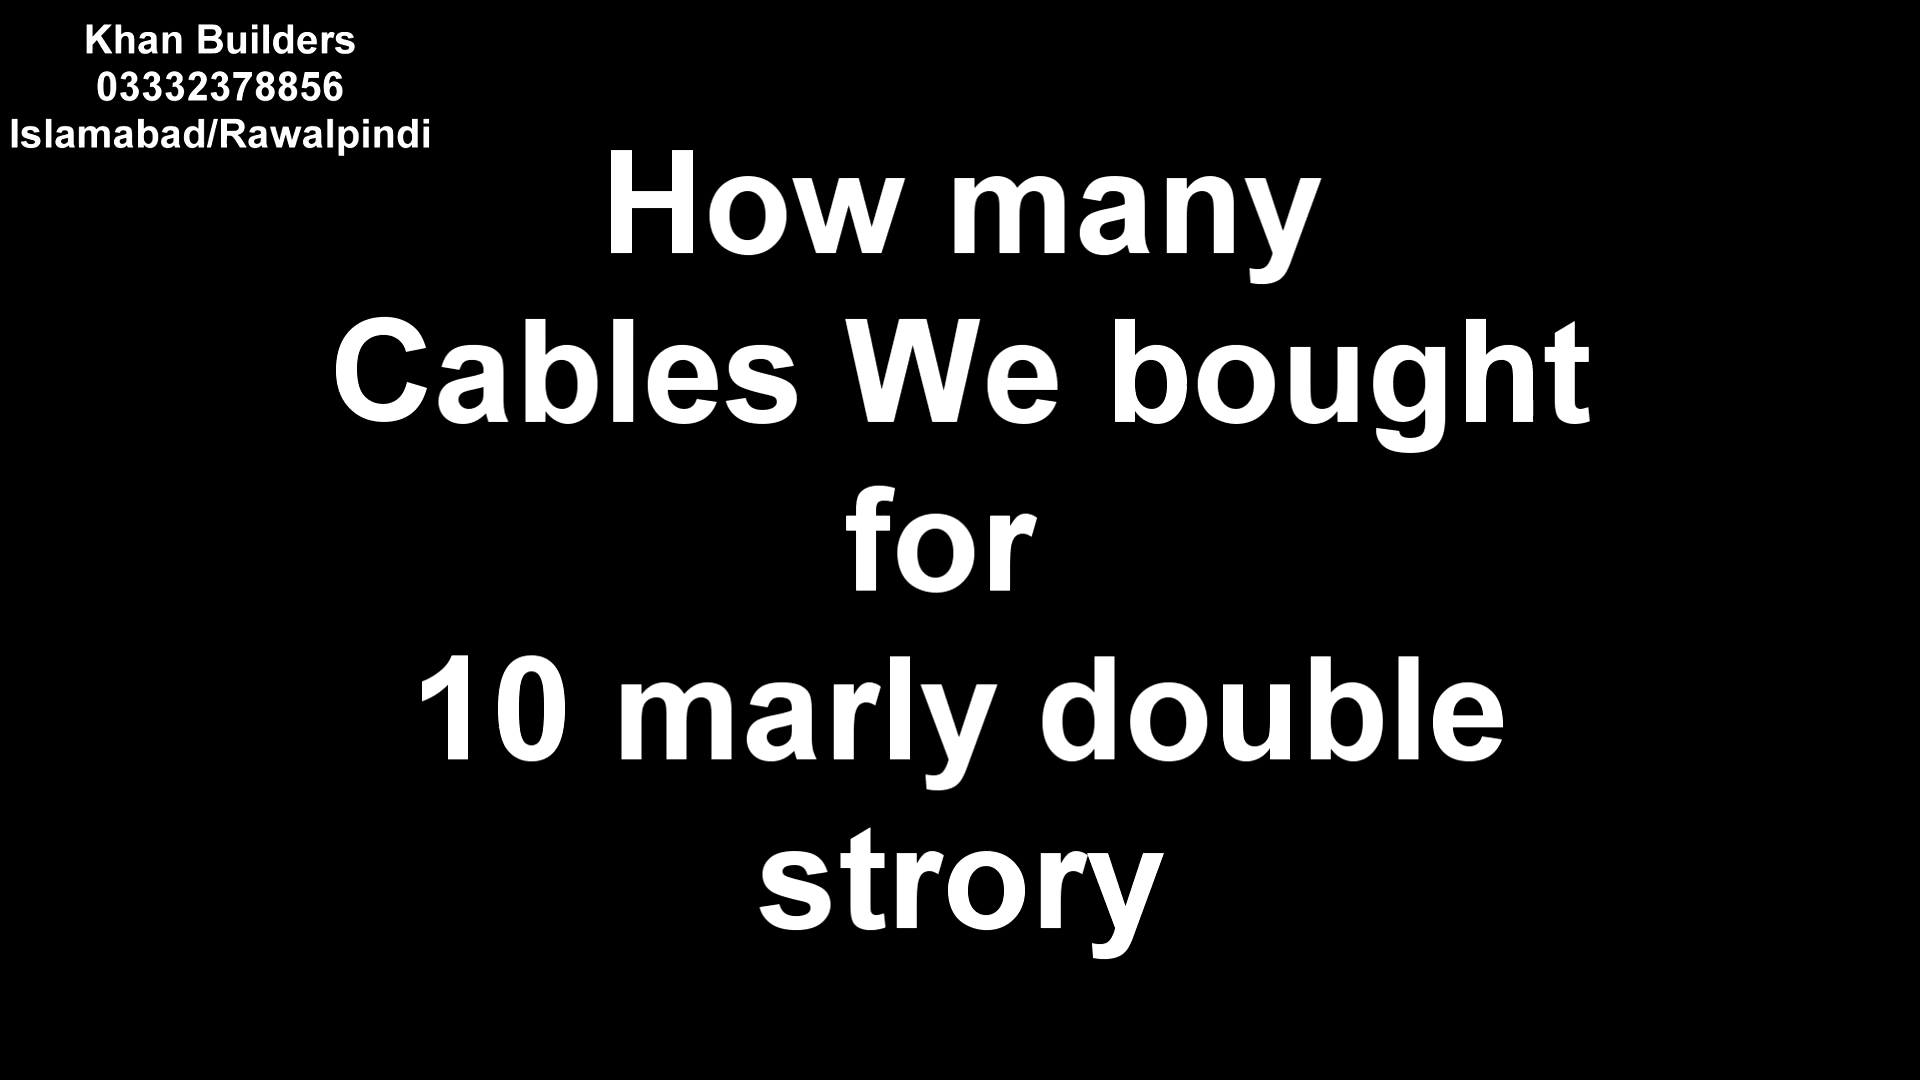 Khan Builders
03332378856
Islamabad/Rawalpindi
How many
Cables We bought
for
10 marly double
strory